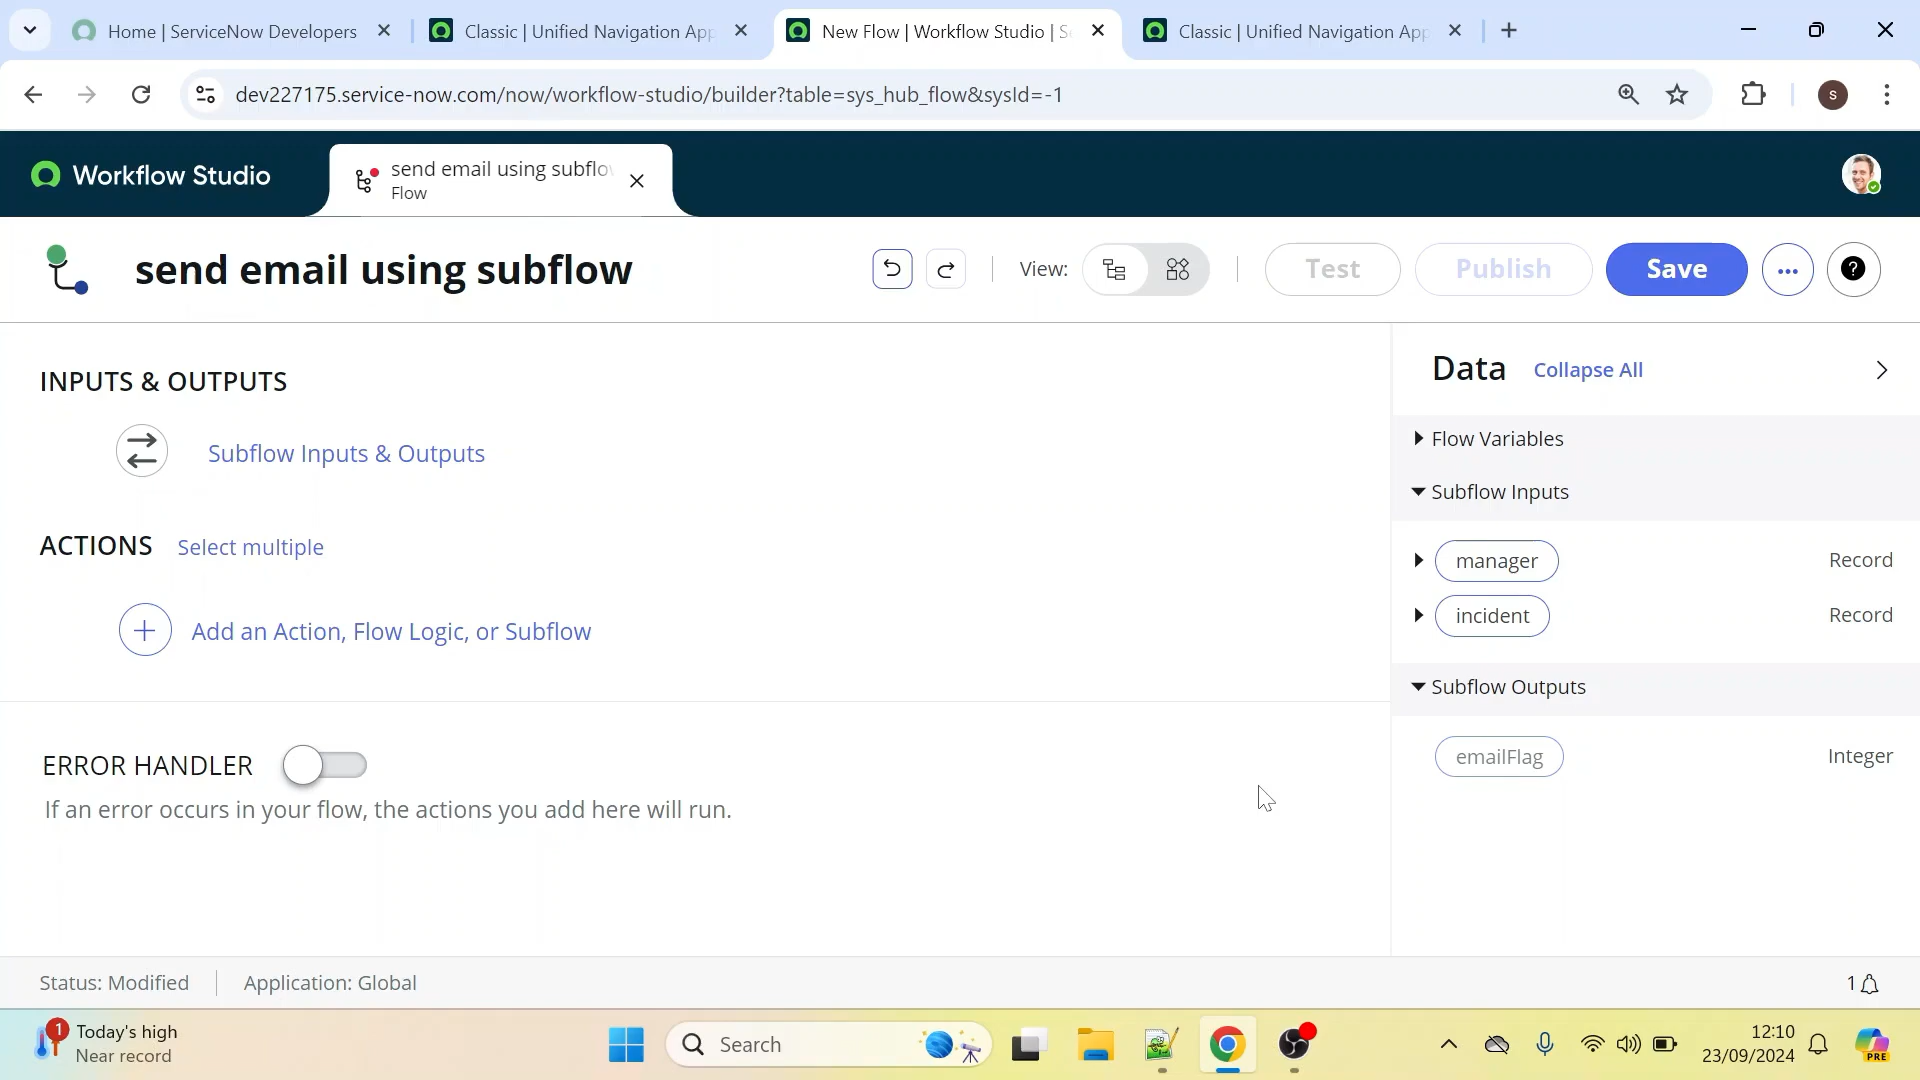 Home | ServiceNow Developers
Classic | Unified Navigation App
New Flow | Workflow Studio | S
Classic | Unified Navigation App
dev227175.service-now.com/now/workflow-studio/builder?table=sys_hub_flow&sysId=-1
S
Workflow Studio
send email using subflow
Flow
send email using subflow
View:
Test
Publish
Save
INPUTS & OUTPUTS
Subflow Inputs & Outputs
ACTIONS
Select multiple
Add an Action, Flow Logic, or Subflow
ERROR HANDLER
If an error occurs in your flow, the actions you add here will run.
Data
Collapse All
Flow Variables
Subflow Inputs
manager
Record
incident
Record
Subflow Outputs
emailFlag
Integer
Status: Modified
Application: Global
1
1
Today's high
Near record
Search
12:10
23/09/2024
PRE